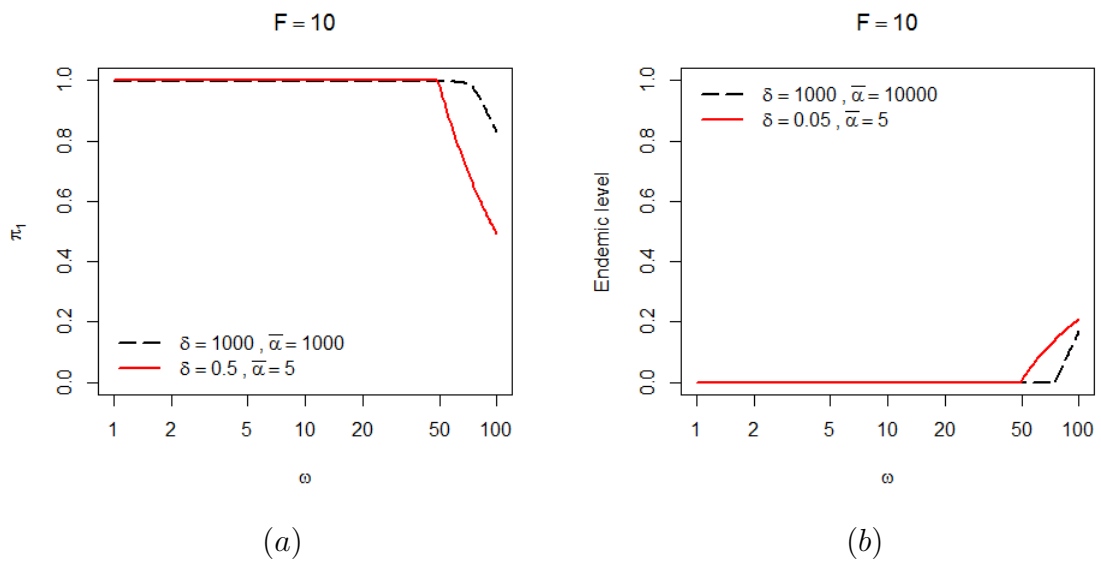 F = 10
π1
1.0
0.8
0.6
0.4
0.2
0.0
δ = 1000 , α̅ = 1000
δ = 0.5 , α̅ = 5
1 2 5 10 20 50 100
ω
(a)
F = 10
Endemic level
1.0
0.8
0.6
0.4
0.2
0.0
δ = 1000 , α̅ = 10000
δ = 0.05 , α̅ = 5
1 2 5 10 20 50 100
ω
(b)